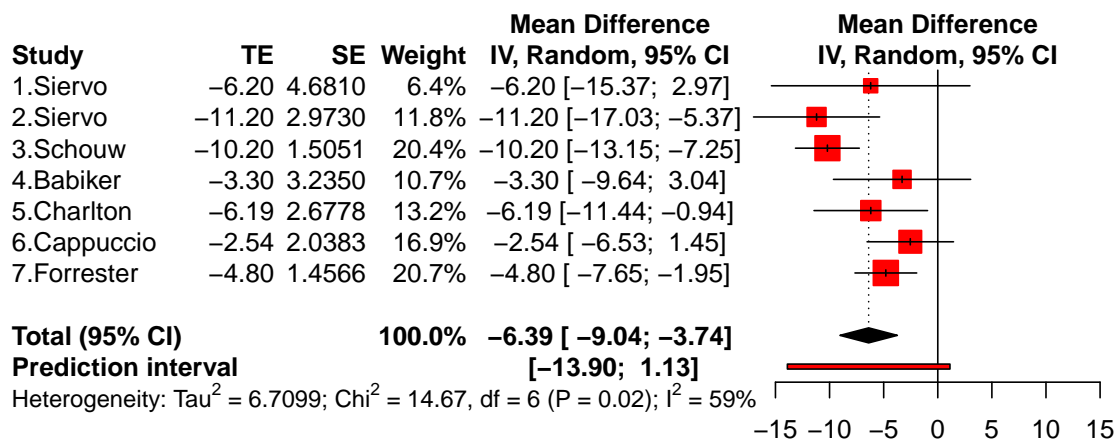 Mean Difference Mean Difference
Study TE SE Weight IV, Random, 95% CI IV, Random, 95% CI
1.Siervo −6.20 4.6810 6.4% −6.20 [−15.37; 2.97]
2.Siervo −11.20 2.9730 11.8% −11.20 [−17.03; −5.37]
3.Schouw −10.20 1.5051 20.4% −10.20 [−13.15; −7.25]
4.Babiker −3.30 3.2350 10.7% −3.30 [ −9.64; 3.04]
5.Charlton −6.19 2.6778 13.2% −6.19 [−11.44; −0.94]
6.Cappuccio −2.54 2.0383 16.9% −2.54 [ −6.53; 1.45]
7.Forrester −4.80 1.4566 20.7% −4.80 [ −7.65; −1.95]
Total (95% CI) 100.0% −6.39 [ −9.04; −3.74]
Prediction interval [−13.90; 1.13]
Heterogeneity: Tau² = 6.7099; Chi² = 14.67, df = 6 (P = 0.02); I² = 59%
−15 −10 −5 0 5 10 15